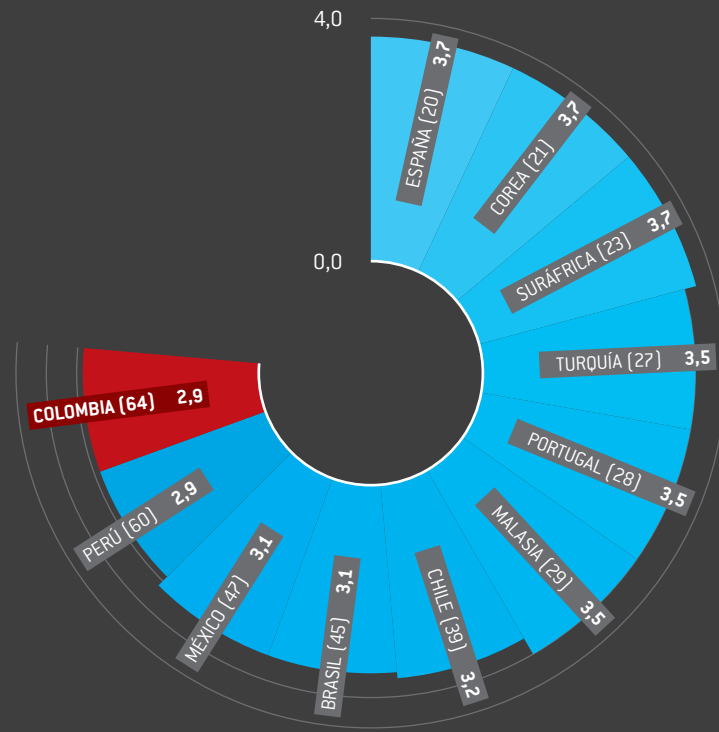 4,0
0,0
ESPAÑA (20) 3,7
COREA (21) 3,7
SURÁFRICA (23) 3,7
TURQUÍA (27) 3,5
PORTUGAL (28) 3,5
MALASIA (29) 3,5
CHILE (39) 3,2
BRASIL (45) 3,1
MÉXICO (47) 3,1
PERÚ (60) 2,9
COLOMBIA (64) 2,9